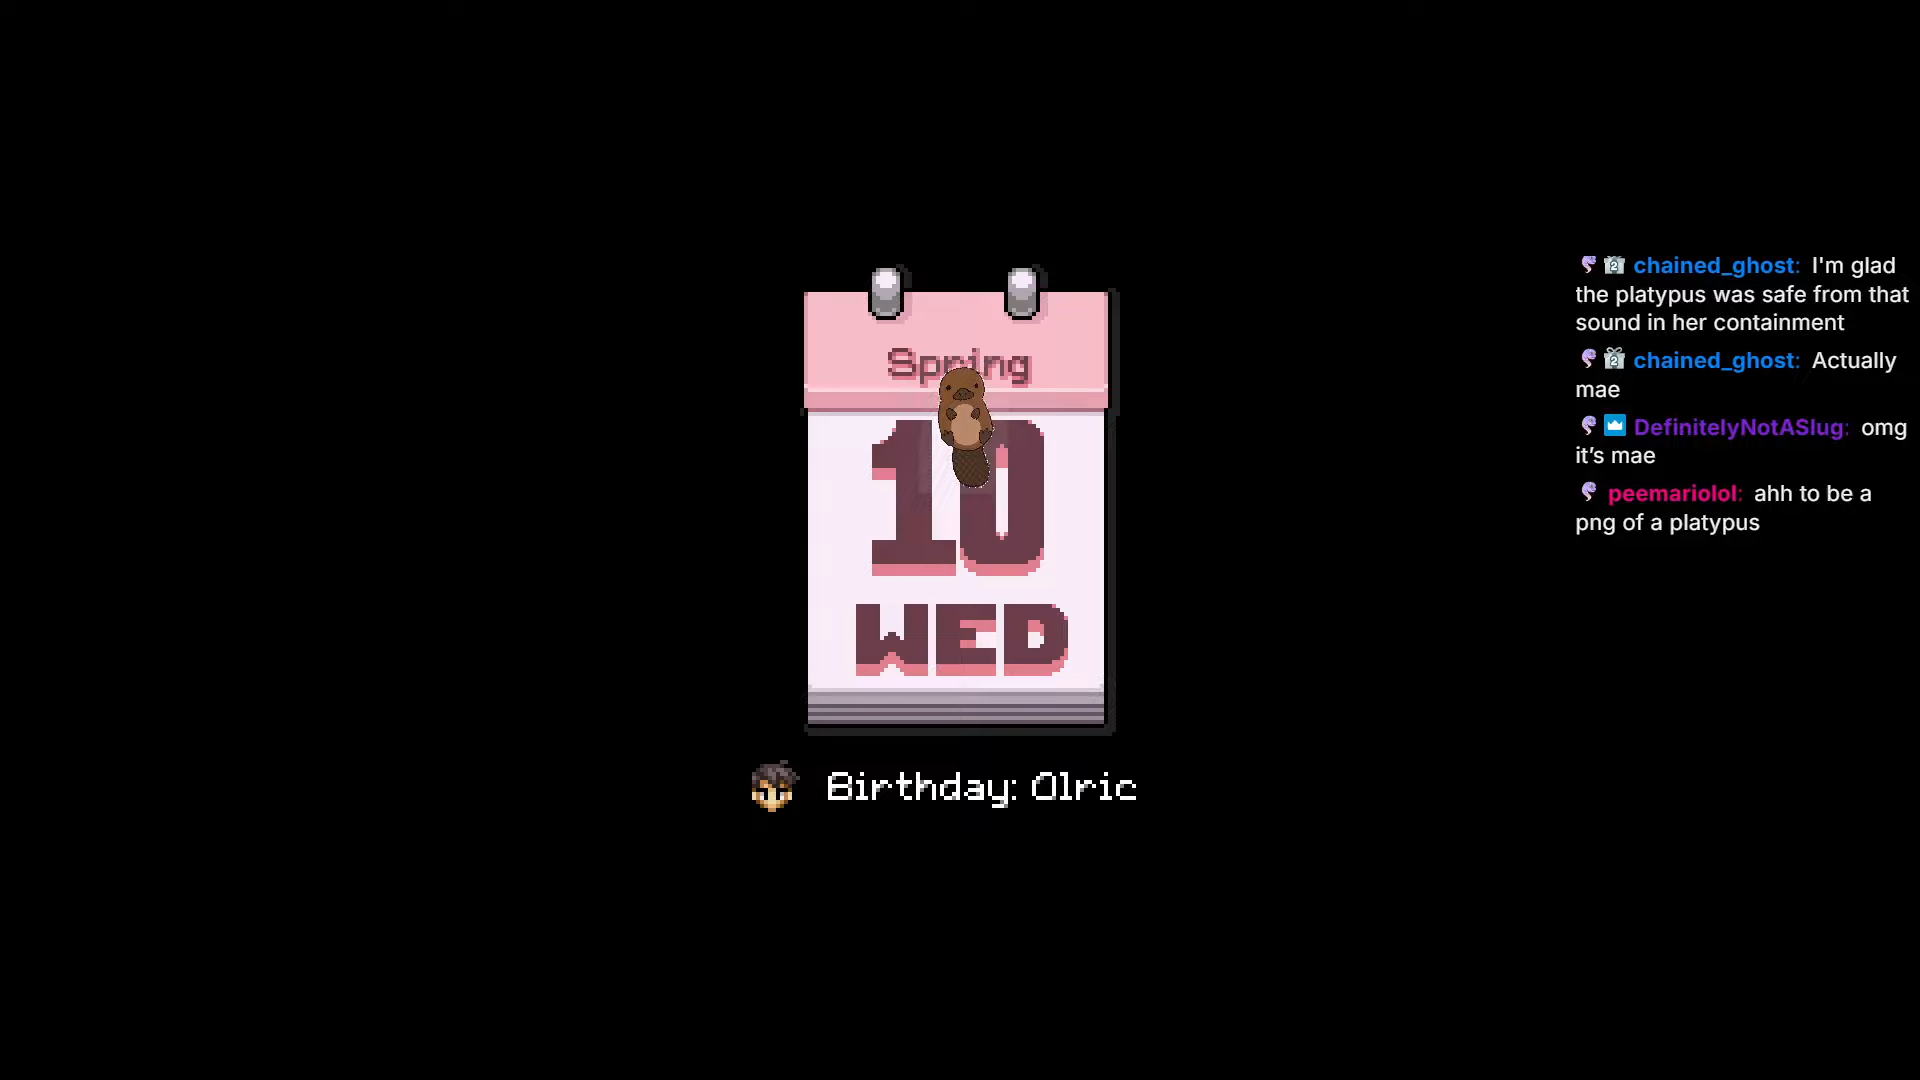 Spring
10
WED
Birthday: Olric
chained_ghost: I'm glad
the platypus was safe from that
sound in her containment
chained_ghost: Actually
mae
DefinitelyNotASlug: omg
it's mae
peemariolol: ahh to be a
png of a platypus